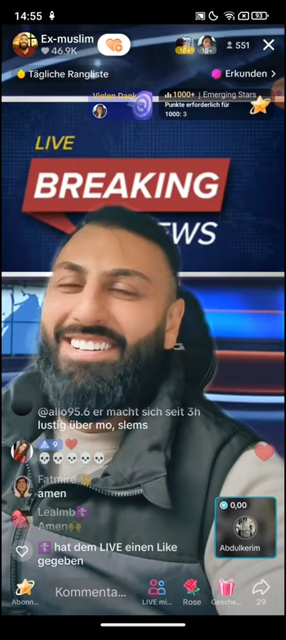 14:55
93
Ex-muslim
46.9K
10+
10+
551
Tägliche Rangliste
Erkunden
Vielen Dank
1000+ | Emerging Stars
Punkte erforderlich für
1000: 3
LIVE
BREAKING
NEWS
@alio95.6 er macht sich seit 3h
lustig über mo, slems
9
💀💀💀💀💀
Fatmira
amen
Lealmb✝️
Amen🙌
✝️ hat dem LIVE einen Like
gegeben
0,00
Abdulkerim
Abonn...
Kommenta...
LIVE mi...
Rose
Gesche...
29